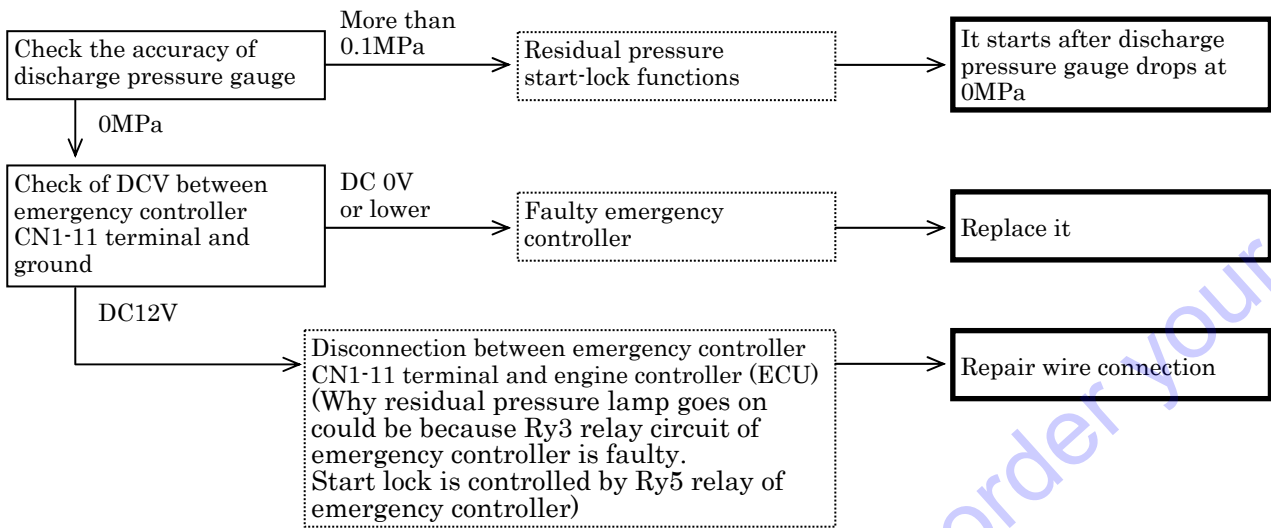 Check the accuracy of
discharge pressure gauge
More than
0.1MPa
Residual pressure
start-lock functions
It starts after discharge
pressure gauge drops at
0MPa
0MPa
Check of DCV between
emergency controller
CN1-11 terminal and
ground
DC 0V
or lower
Faulty emergency
controller
Replace it
DC12V
Disconnection between emergency controller
CN1-11 terminal and engine controller (ECU)
(Why residual pressure lamp goes on
could be because Ry3 relay circuit of
emergency controller is faulty.
Start lock is controlled by Ry5 relay of
emergency controller)
Repair wire connection
order your